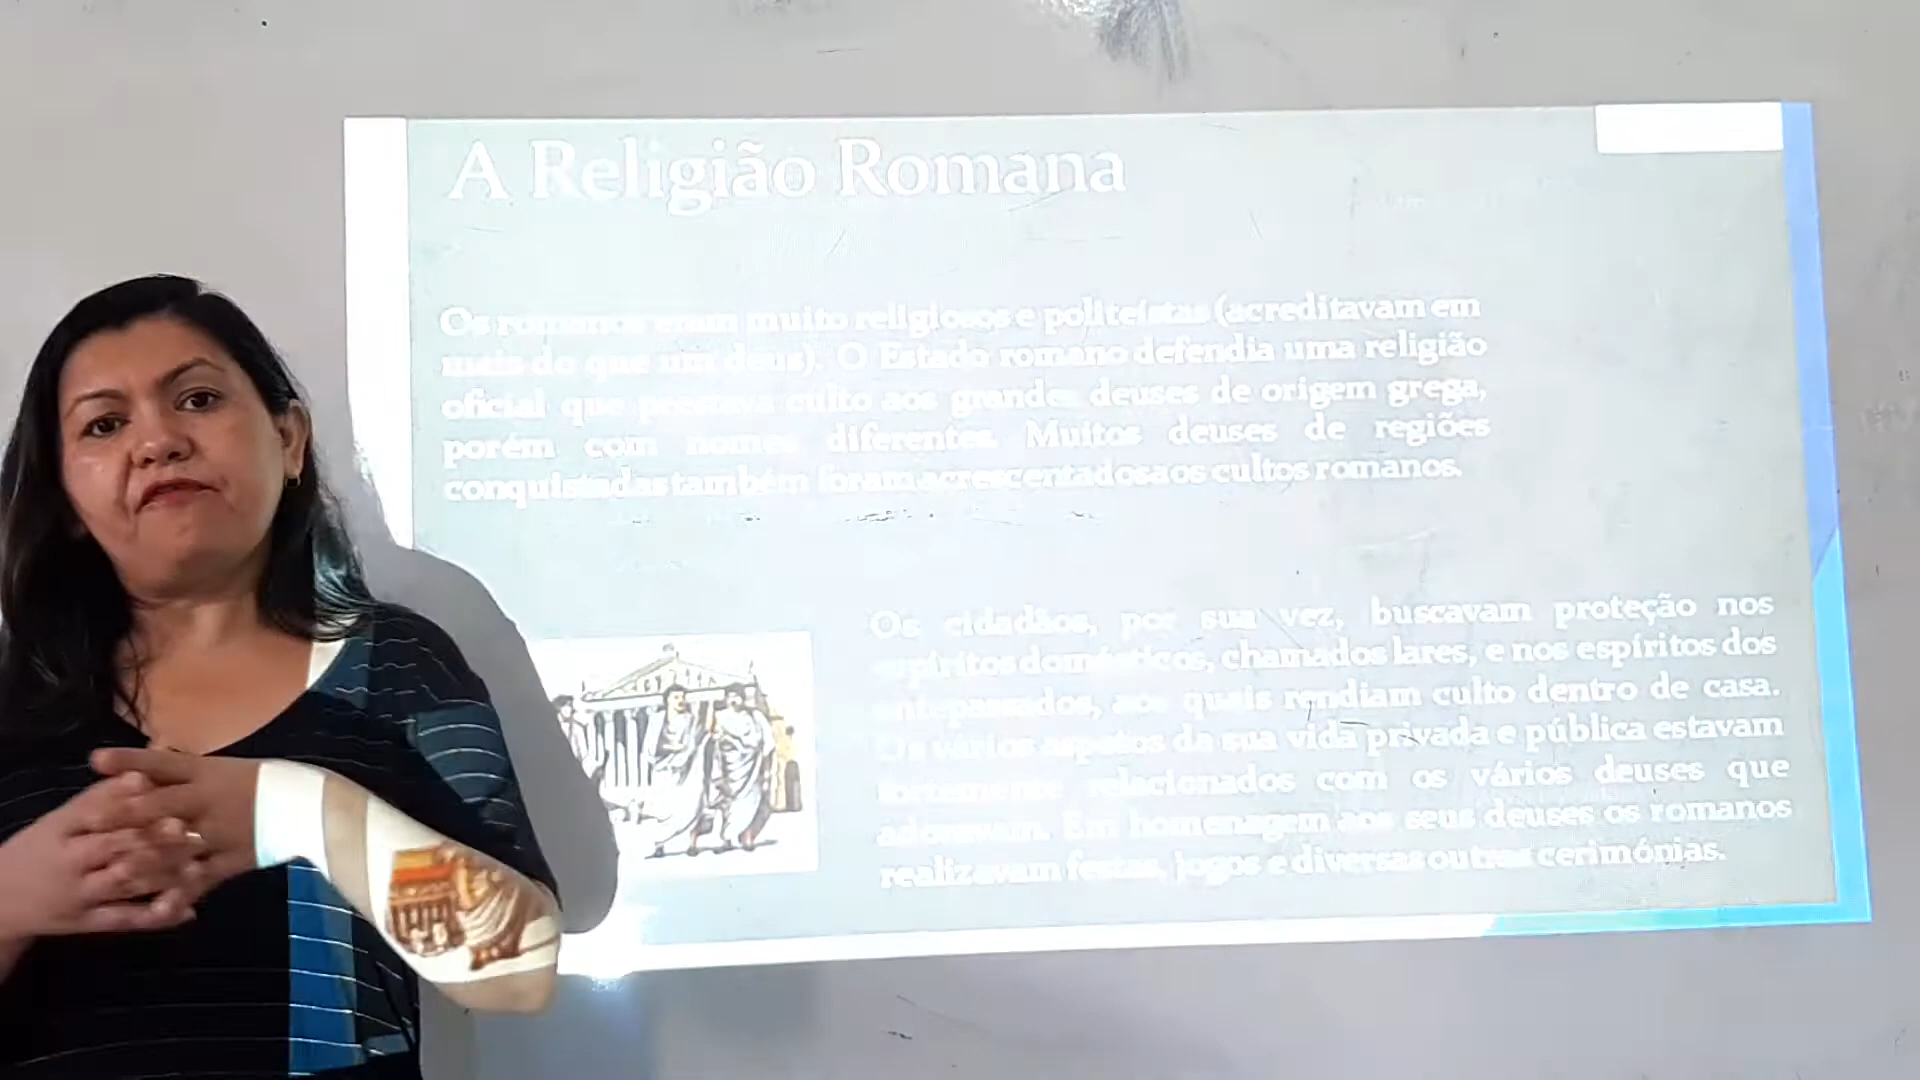 A Religião Romana
Os romanos eram muito religiosos e politeístas (acreditavam em
mais do que um deus). O Estado romano defendia uma religião
oficial que prestava culto aos grandes deuses de origem grega,
porém com nomes diferentes. Muitos deuses de regiões
conquistadas também foram acrescentados aos cultos romanos.
Os cidadãos, por sua vez, buscavam proteção nos
espíritos domésticos, chamados lares, e nos espíritos dos
antepassados, aos quais rendiam culto dentro de casa.
Os vários aspetos da sua vida privada e pública estavam
fortemente relacionados com os vários deuses que
adoravam. Em homenagem aos seus deuses os romanos
realizavam festas, jogos e diversas outras cerimónias.